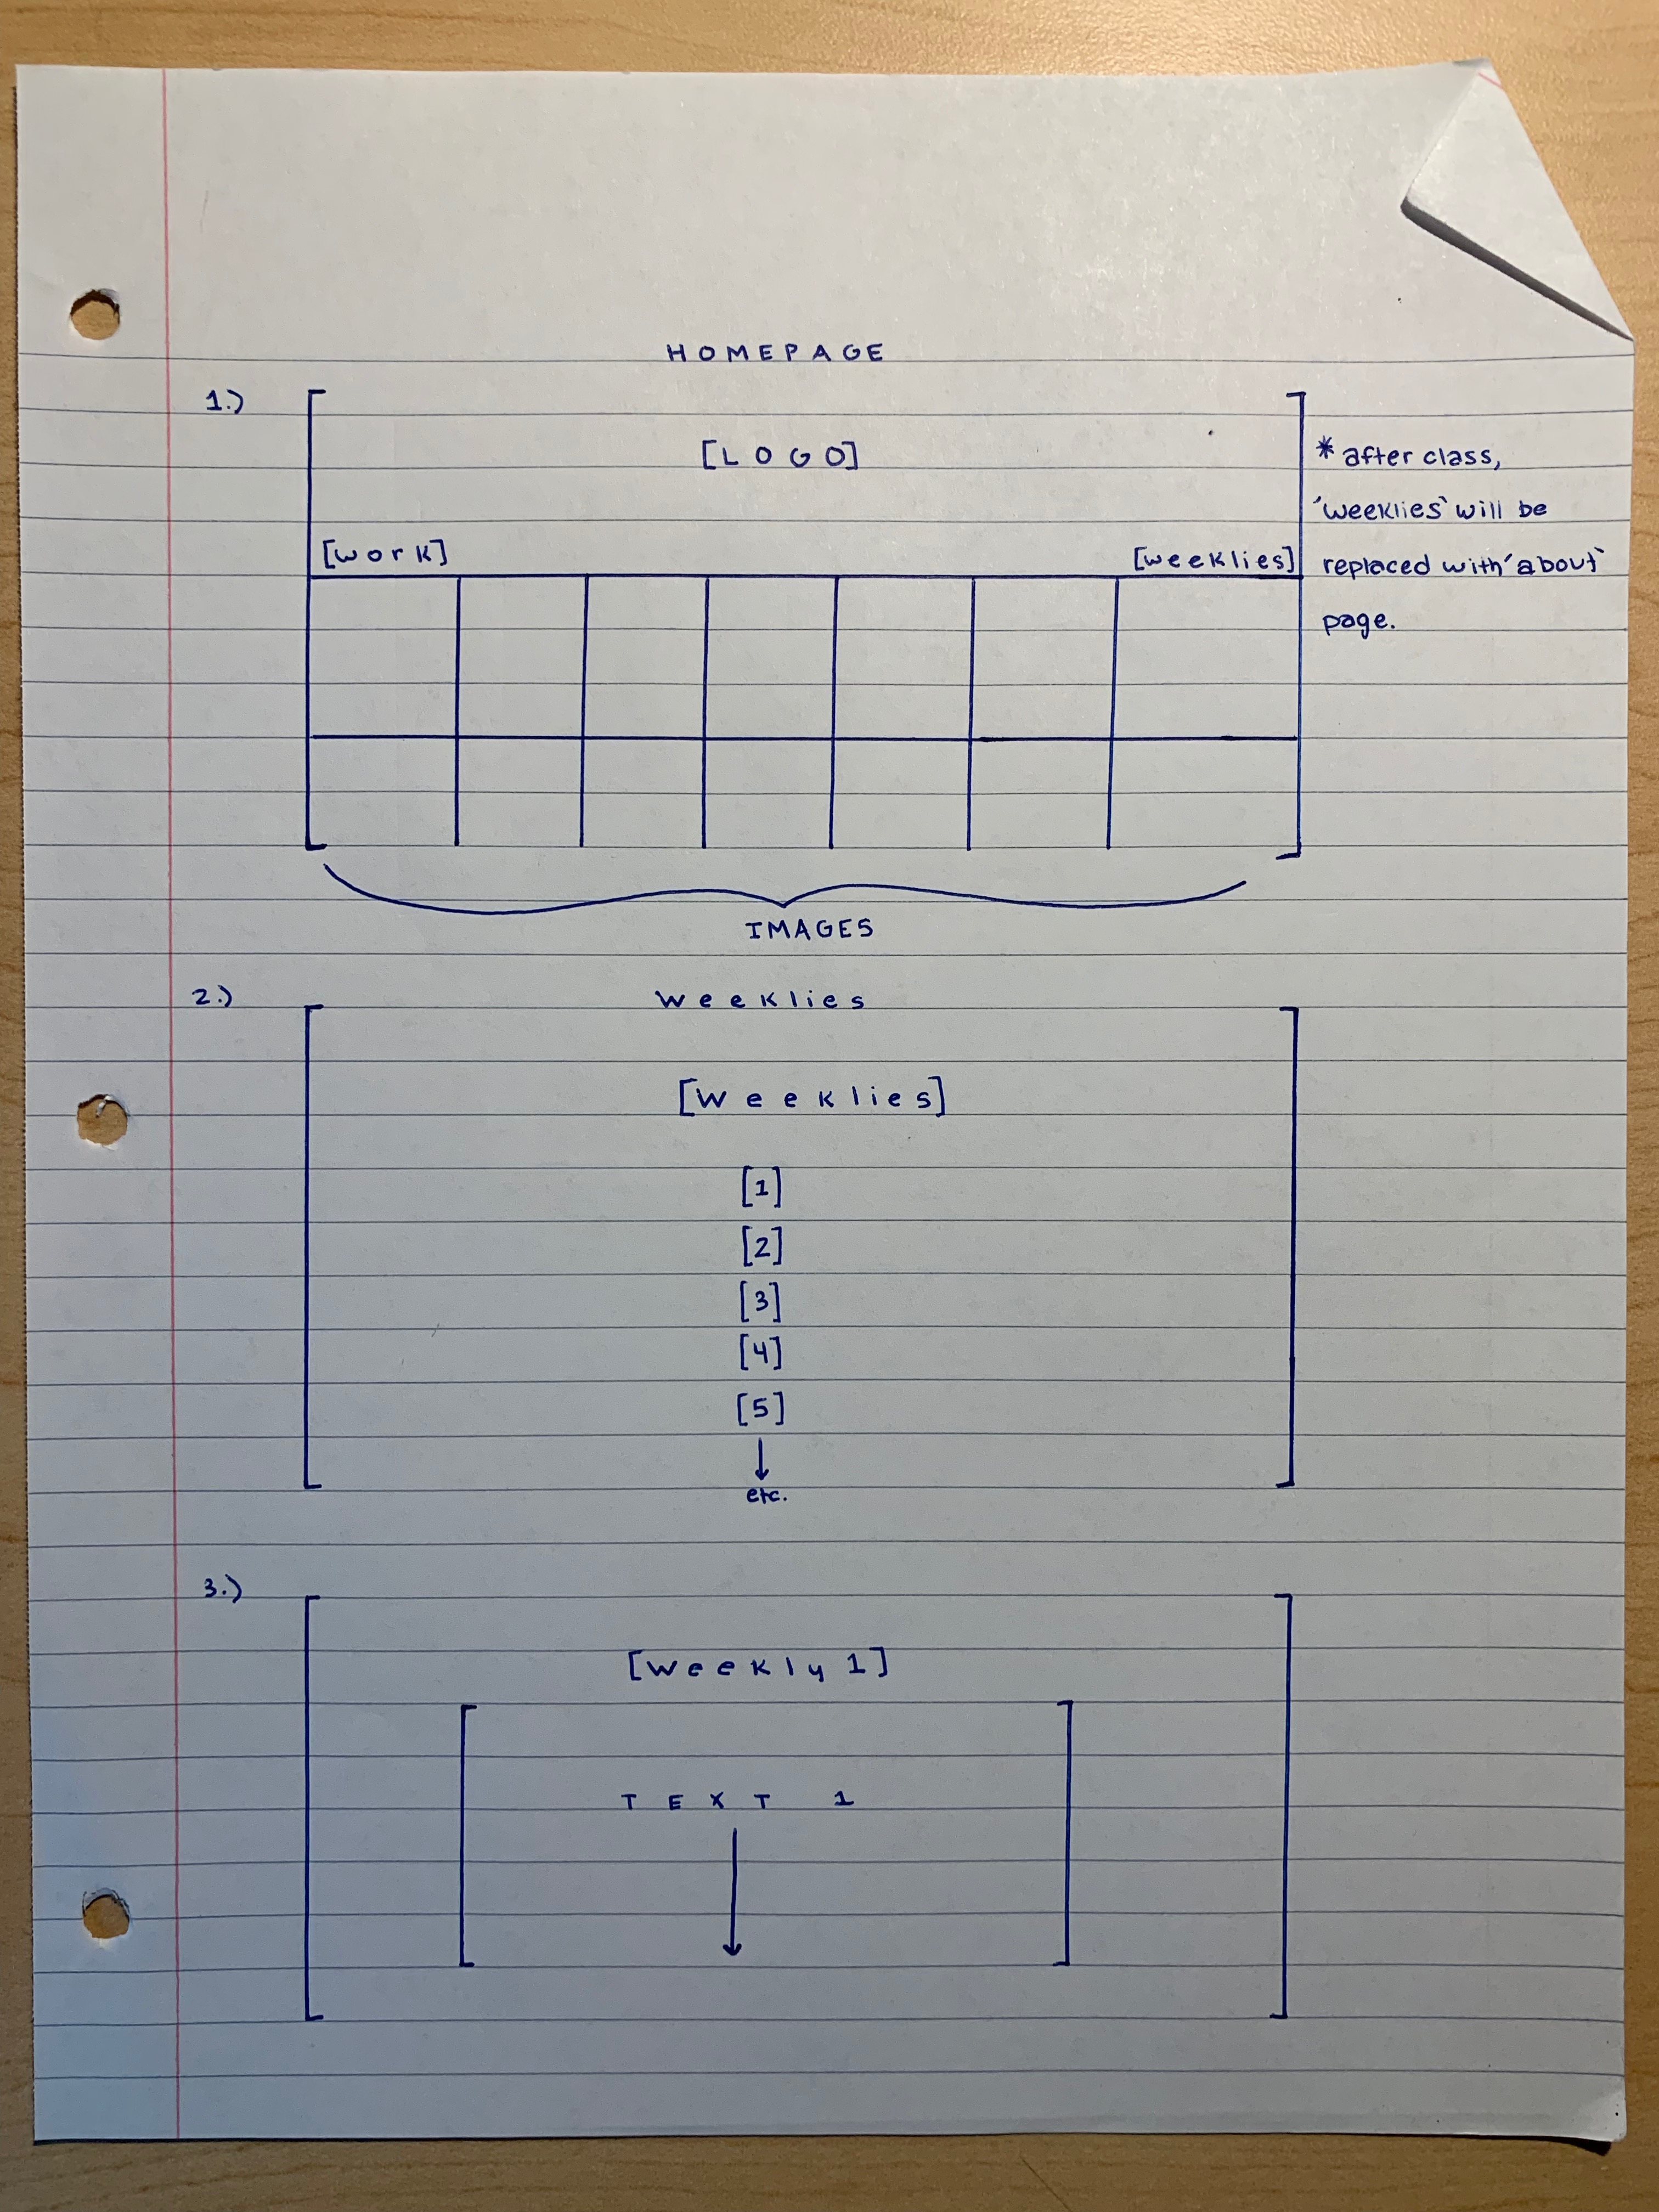 HOMEPAGE
1.)
[LOGO]
* after class,
'weeklies' will be
[work] [weeklies]
replaced with 'about'
page.
IMAGES
2.) Weeklies
[Weeklies]
[1]
[2]
[3]
[4]
[5]
etc.
3.)
[Weekly 1]
TEXT 1